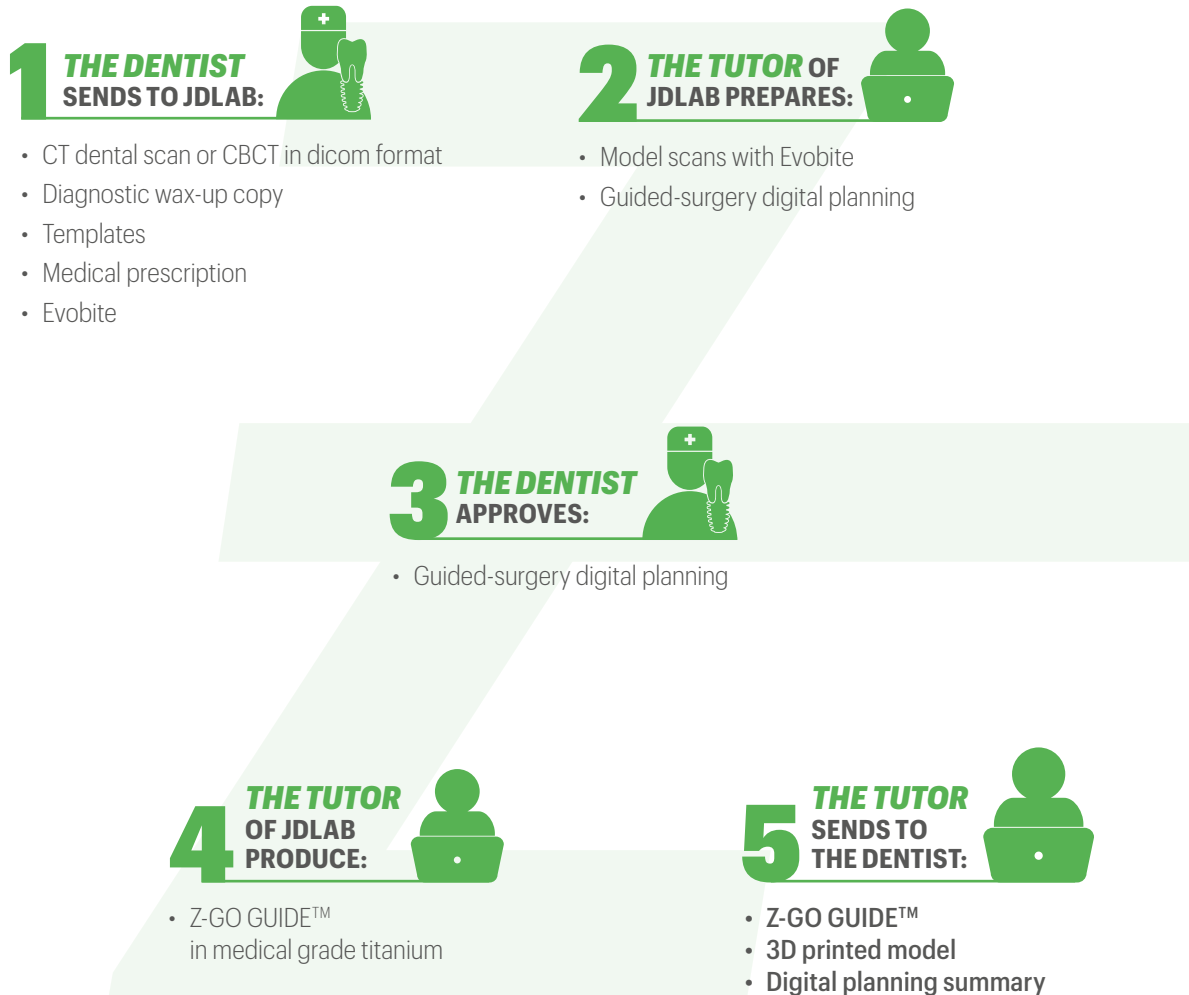 1
THE DENTIST
SENDS TO JDLAB:
• CT dental scan or CBCT in dicom format
• Diagnostic wax-up copy
• Templates
• Medical prescription
• Evobite
2
THE TUTOR OF
JDLAB PREPARES:
• Model scans with Evobite
• Guided-surgery digital planning
3
THE DENTIST
APPROVES:
• Guided-surgery digital planning
4
THE TUTOR
OF JDLAB
PRODUCE:
• Z-GO GUIDE™
in medical grade titanium
5
THE TUTOR
SENDS TO
THE DENTIST:
• Z-GO GUIDE™
• 3D printed model
• Digital planning summary